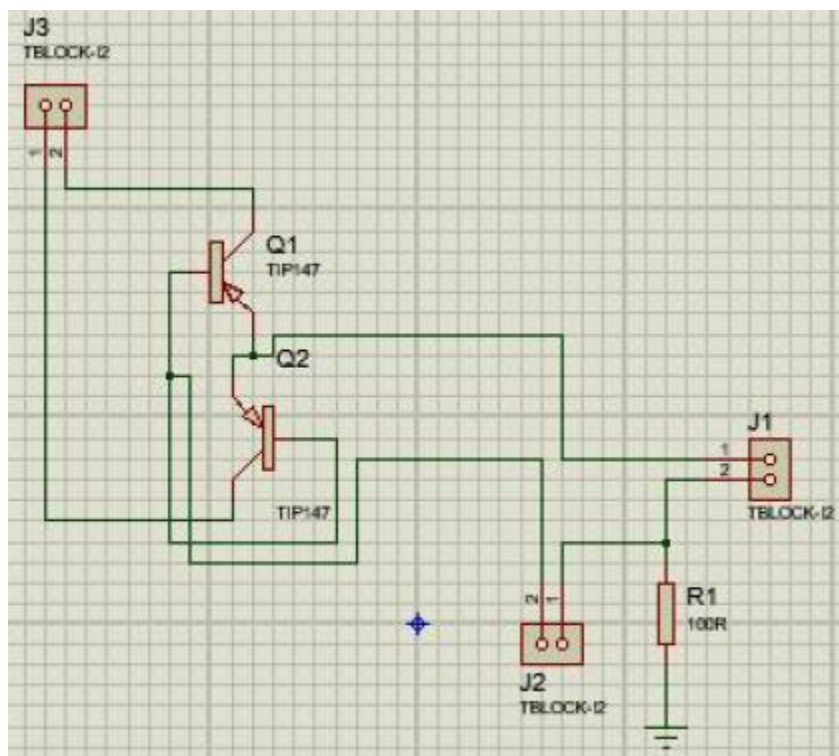 J3
TBLOCK-I2
1
2
Q1
TIP147
Q2
TIP147
J1
1
2
TBLOCK-I2
2
1
J2
TBLOCK-I2
R1
100R